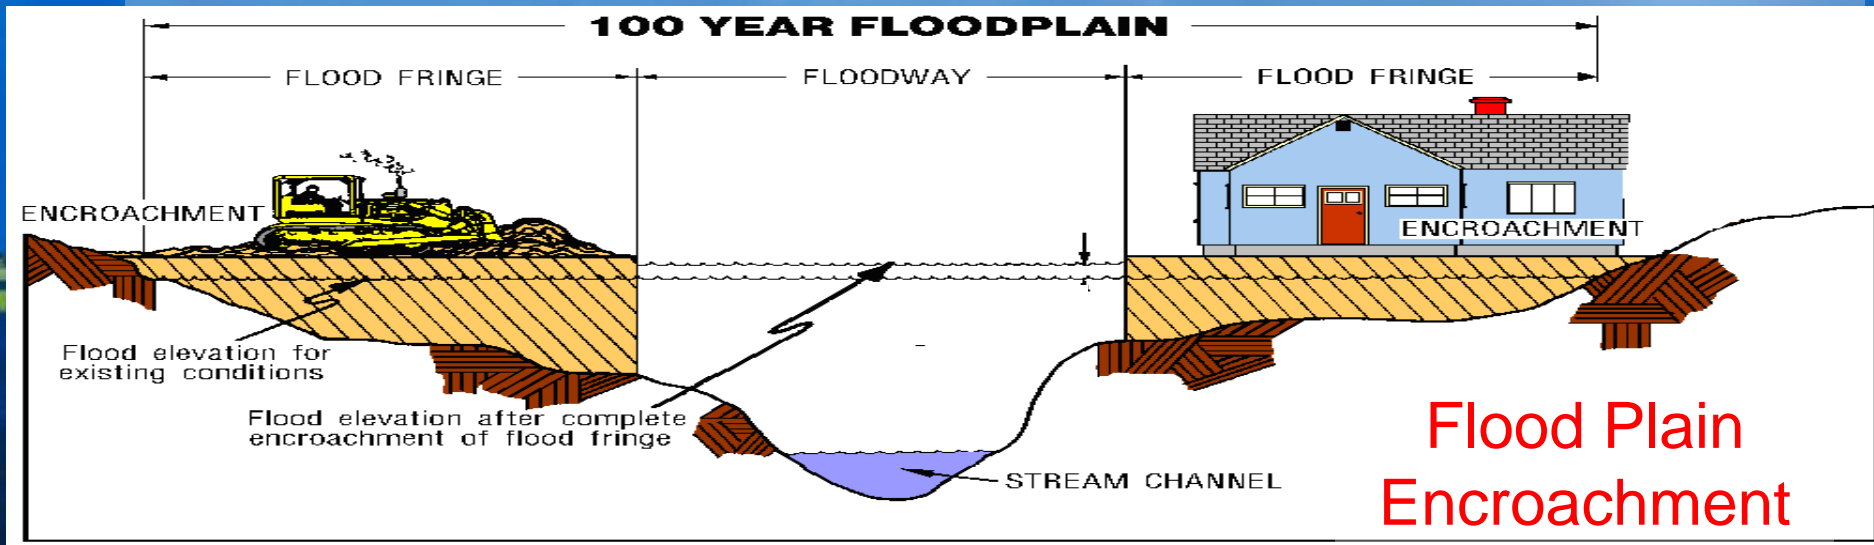 100 YEAR FLOODPLAIN
FLOOD FRINGE
FLOODWAY
FLOOD FRINGE
ENCROACHMENT
ENCROACHMENT
Flood elevation for
existing conditions
Flood elevation after complete
encroachment of flood fringe
STREAM CHANNEL
Flood Plain
Encroachment